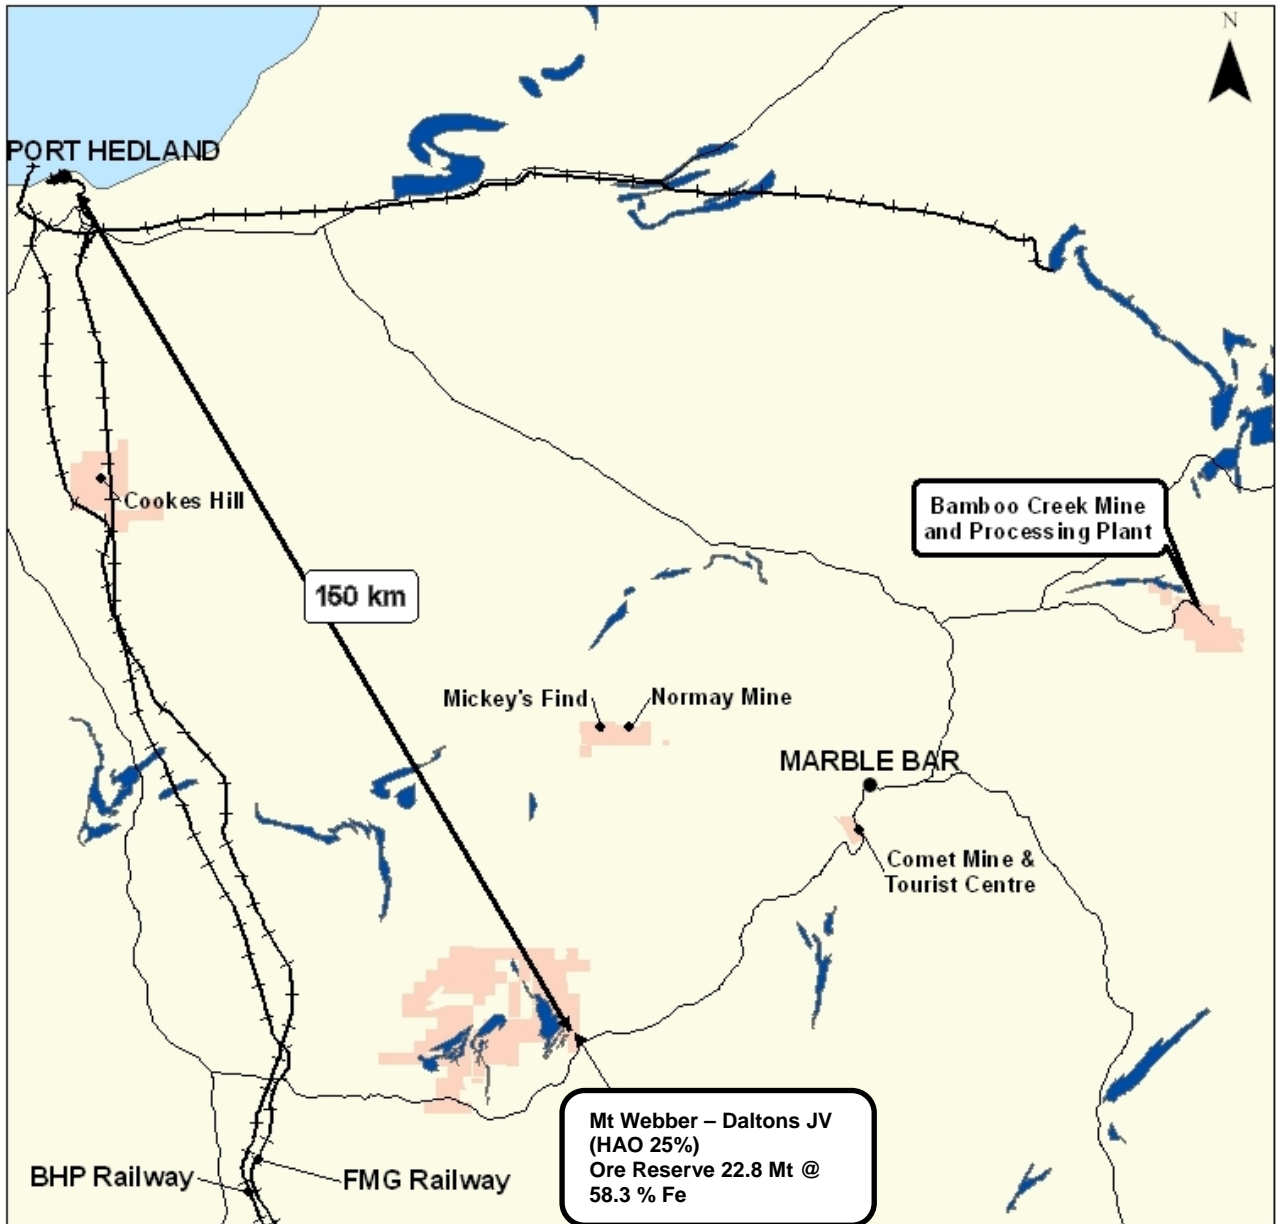 N
PORT HEDLAND
Cookes Hill
Bamboo Creek Mine
and Processing Plant
150 km
Mickey's Find
Normay Mine
MARBLE BAR
Comet Mine &
Tourist Centre
Mt Webber – Daltons JV
(HAO 25%)
Ore Reserve 22.8 Mt @
58.3 % Fe
BHP Railway
FMG Railway